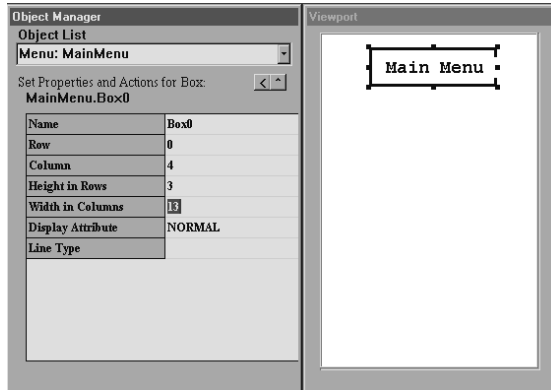 Object Manager
Object List
Menu: MainMenu
Set Properties and Actions for Box:
< ^
MainMenu.Box0
Name Box0
Row 0
Column 4
Height in Rows 3
Width in Columns 13
Display Attribute NORMAL
Line Type
Viewport
Main Menu